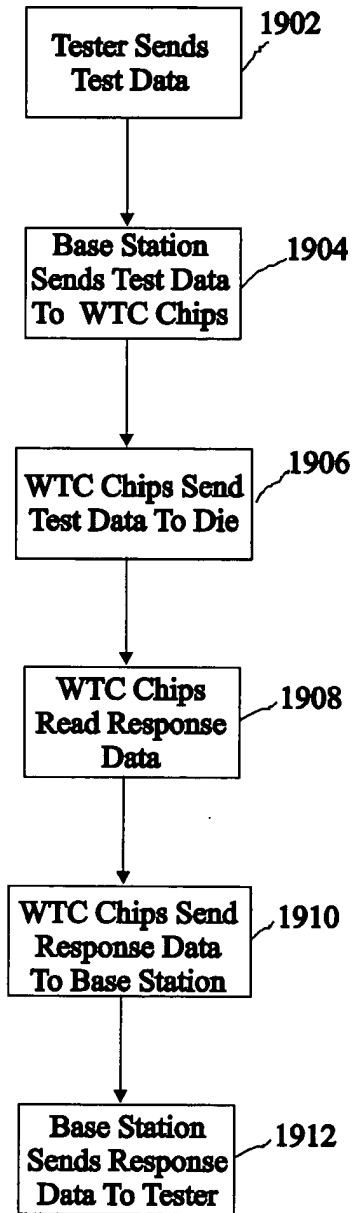 1902
Tester Sends
Test Data
1904
Base Station
Sends Test Data
To WTC Chips
1906
WTC Chips Send
Test Data To Die
1908
WTC Chips
Read Response
Data
1910
WTC Chips Send
Response Data
To Base Station
1912
Base Station
Sends Response
Data To Tester